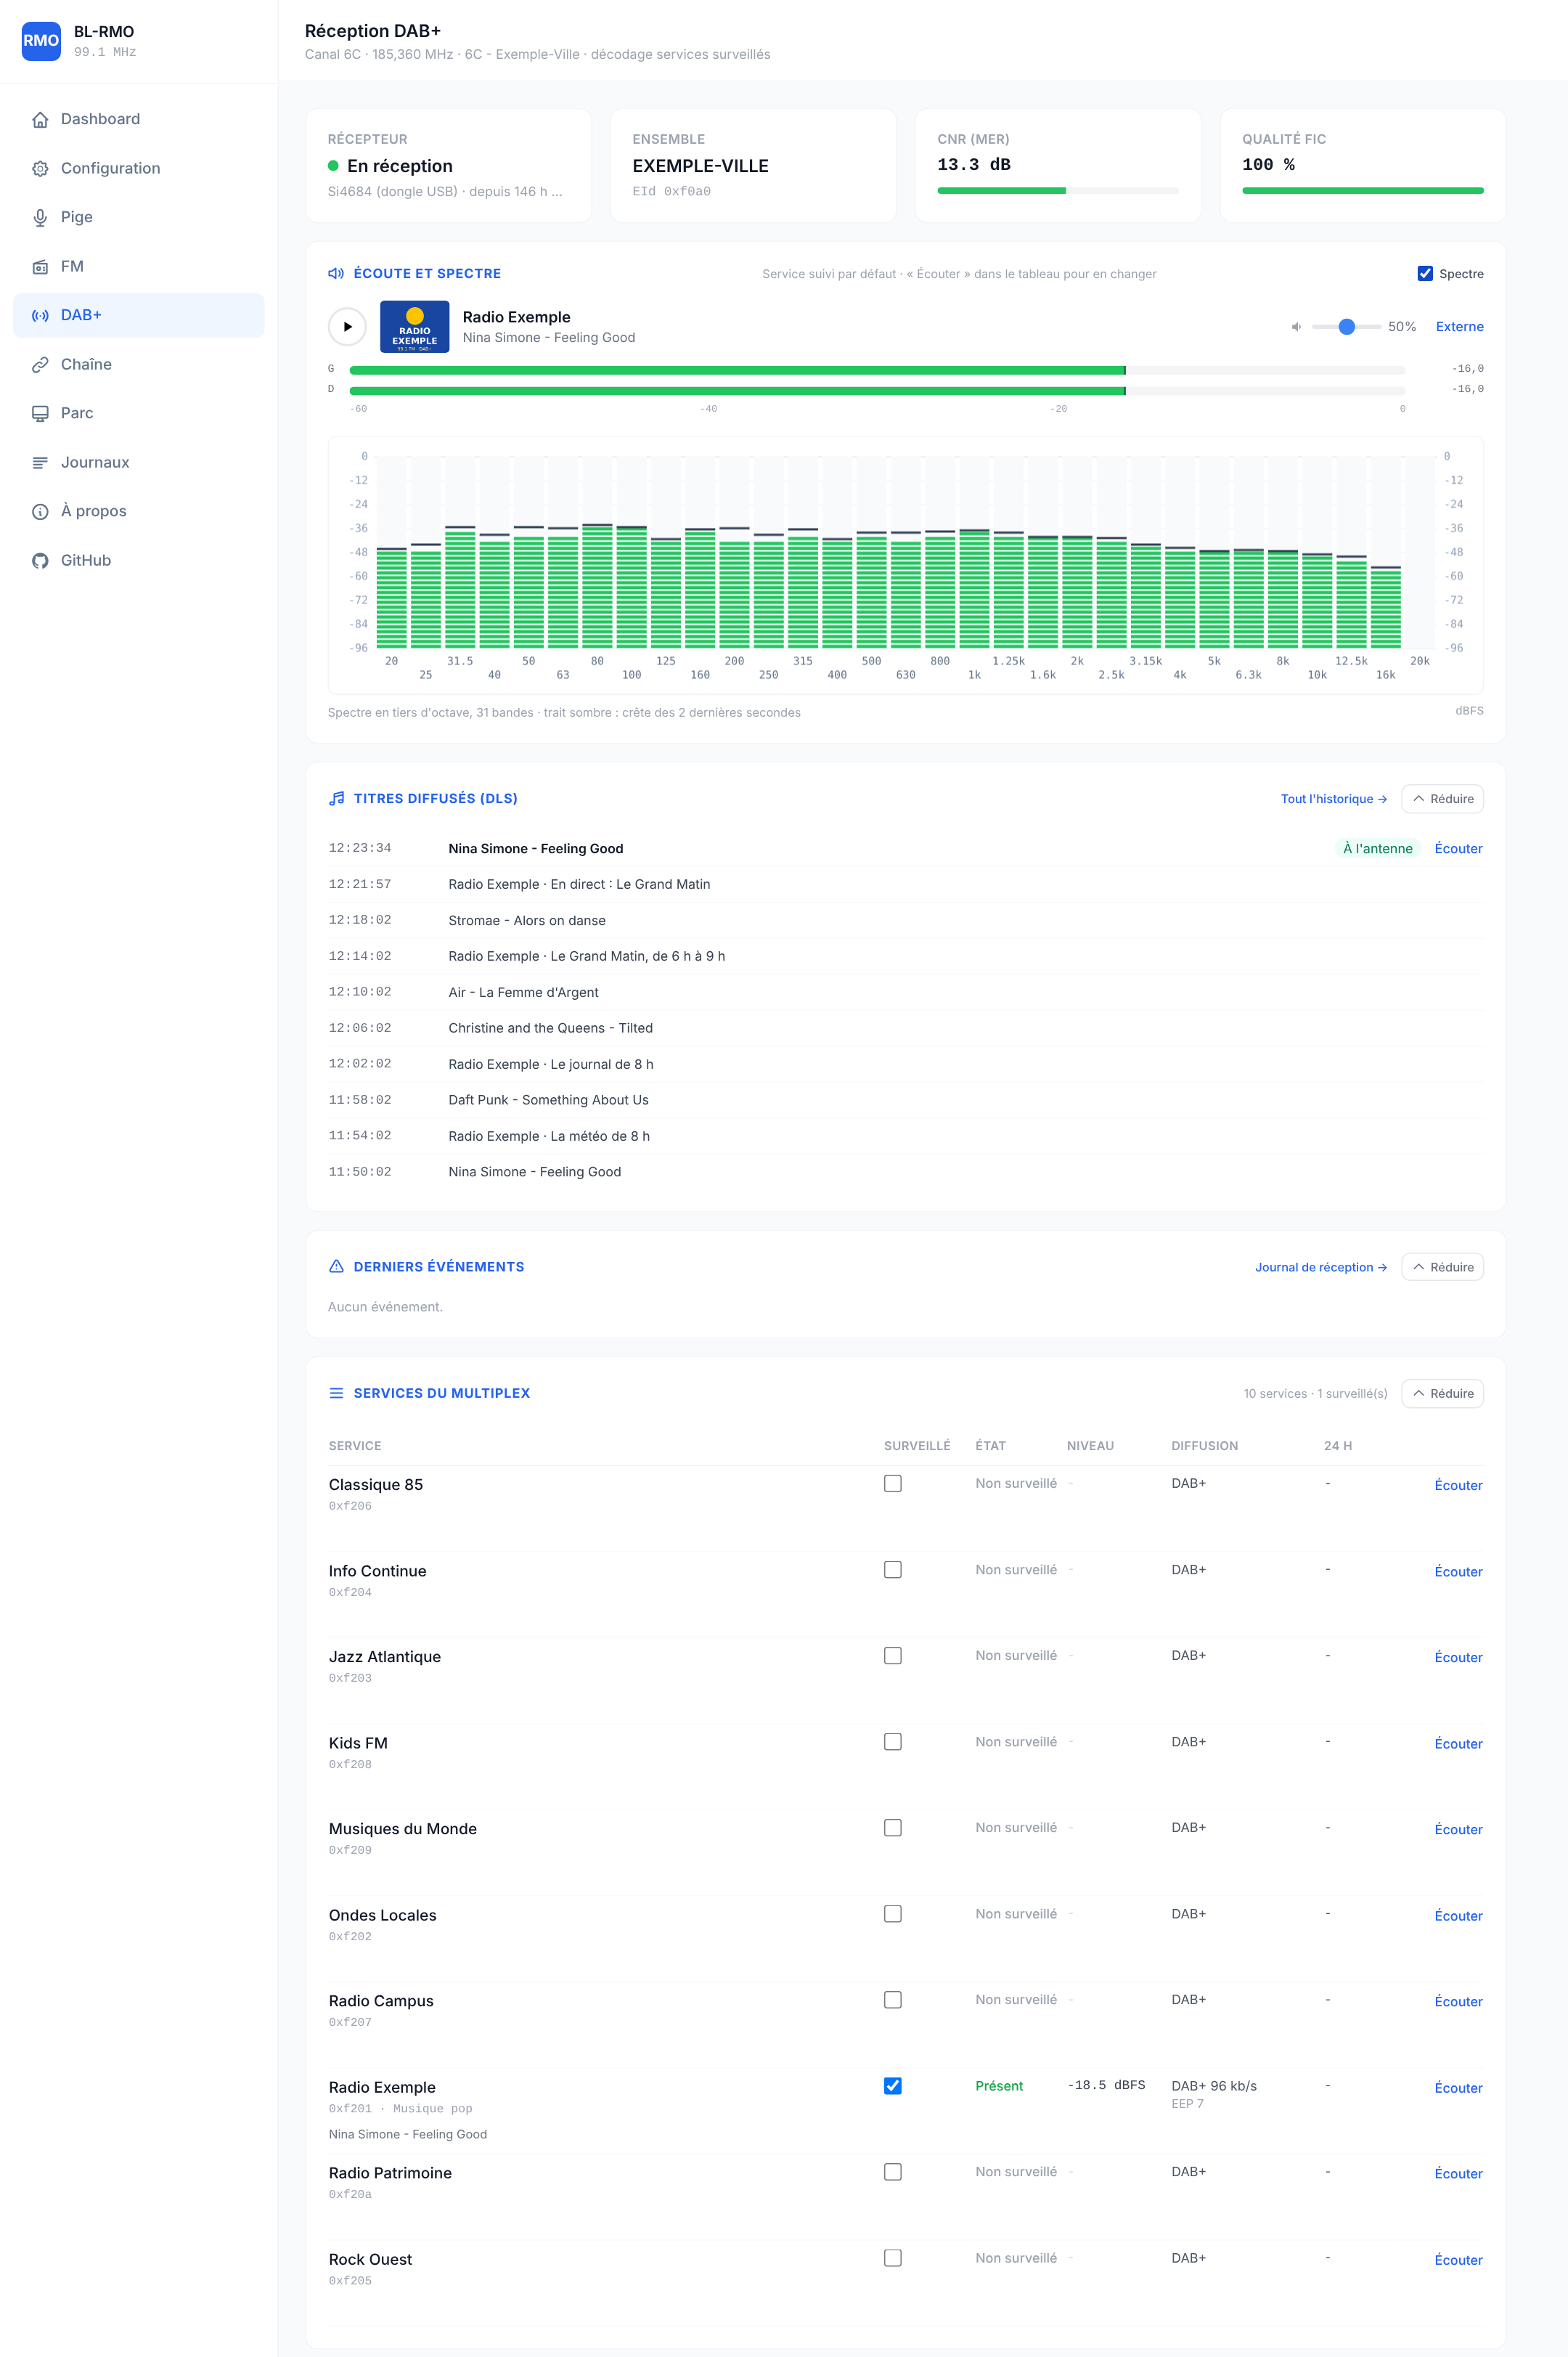 RMO
BL-RMO
99.1 MHz
Dashboard
Configuration
Pige
FM
DAB+
Chaîne
Parc
Journaux
À propos
GitHub
Réception DAB+
Canal 6C · 185,360 MHz · 6C - Exemple-Ville · décodage services surveillés
RÉCEPTEUR
En réception
Si4684 (dongle USB) · depuis 146 h ...
ENSEMBLE
EXEMPLE-VILLE
EId 0xf0a0
CNR (MER)
13.3 dB
QUALITÉ FIC
100 %
ÉCOUTE ET SPECTRE
Service suivi par défaut · « Écouter » dans le tableau pour en changer
Spectre
RADIO
EXEMPLE
99.1 FM · DAB+
Radio Exemple
Nina Simone - Feeling Good
50%
Externe
G -16,0
D -16,0
-60 -40 -20 0
0 0
-12 -12
-24 -24
-36 -36
-48 -48
-60 -60
-72 -72
-84 -84
-96 -96
20 31.5 50 80 125 200 315 500 800 1.25k 2k 3.15k 5k 8k 12.5k 20k
25 40 63 100 160 250 400 630 1k 1.6k 2.5k 4k 6.3k 10k 16k
Spectre en tiers d'octave, 31 bandes · trait sombre : crête des 2 dernières secondes
dBFS
TITRES DIFFUSÉS (DLS)
Tout l'historique →
Réduire
12:23:34 Nina Simone - Feeling Good À l'antenne Écouter
12:21:57 Radio Exemple · En direct : Le Grand Matin
12:18:02 Stromae - Alors on danse
12:14:02 Radio Exemple · Le Grand Matin, de 6 h à 9 h
12:10:02 Air - La Femme d'Argent
12:06:02 Christine and the Queens - Tilted
12:02:02 Radio Exemple · Le journal de 8 h
11:58:02 Daft Punk - Something About Us
11:54:02 Radio Exemple · La météo de 8 h
11:50:02 Nina Simone - Feeling Good
DERNIERS ÉVÉNEMENTS
Journal de réception →
Réduire
Aucun événement.
SERVICES DU MULTIPLEX
10 services · 1 surveillé(s)
Réduire
SERVICE SURVEILLÉ ÉTAT NIVEAU DIFFUSION 24 H
Classique 85 Non surveillé - DAB+ - Écouter
0xf206
Info Continue Non surveillé - DAB+ - Écouter
0xf204
Jazz Atlantique Non surveillé - DAB+ - Écouter
0xf203
Kids FM Non surveillé - DAB+ - Écouter
0xf208
Musiques du Monde Non surveillé - DAB+ - Écouter
0xf209
Ondes Locales Non surveillé - DAB+ - Écouter
0xf202
Radio Campus Non surveillé - DAB+ - Écouter
0xf207
Radio Exemple Présent -18.5 dBFS DAB+ 96 kb/s - Écouter
0xf201 · Musique pop EEP 7
Nina Simone - Feeling Good
Radio Patrimoine Non surveillé - DAB+ - Écouter
0xf20a
Rock Ouest Non surveillé - DAB+ - Écouter
0xf205